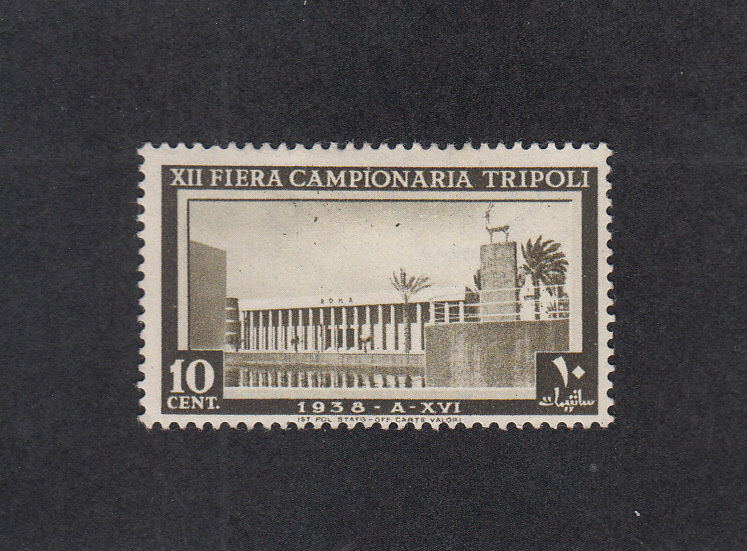 XII FIERA CAMPIONARIA TRIPOLI
ROMA
10
CENT.
١٠
سانتيمات
1938 - A - XVI
IST. POL. STATO - OFF. CARTE VALORI